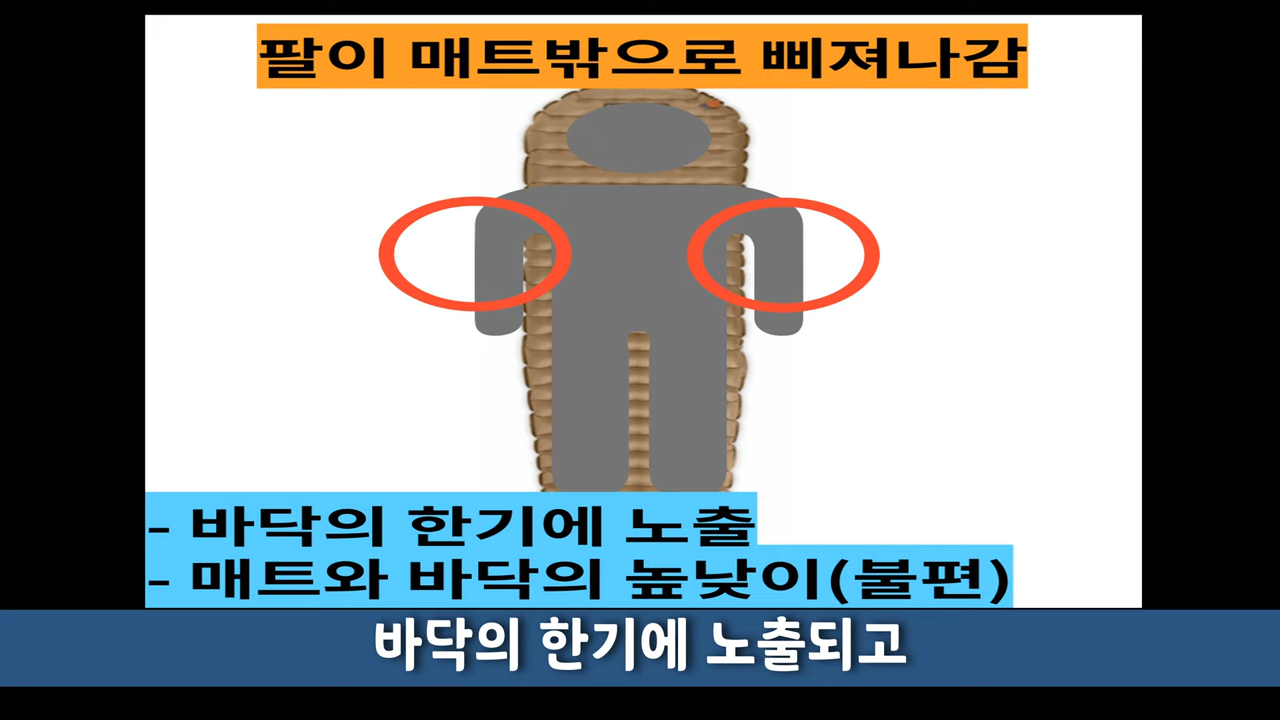 팔이 매트밖으로 삐져나감
- 바닥의 한기에 노출
- 매트와 바닥의 높낮이(불편)
바닥의 한기에 노출되고